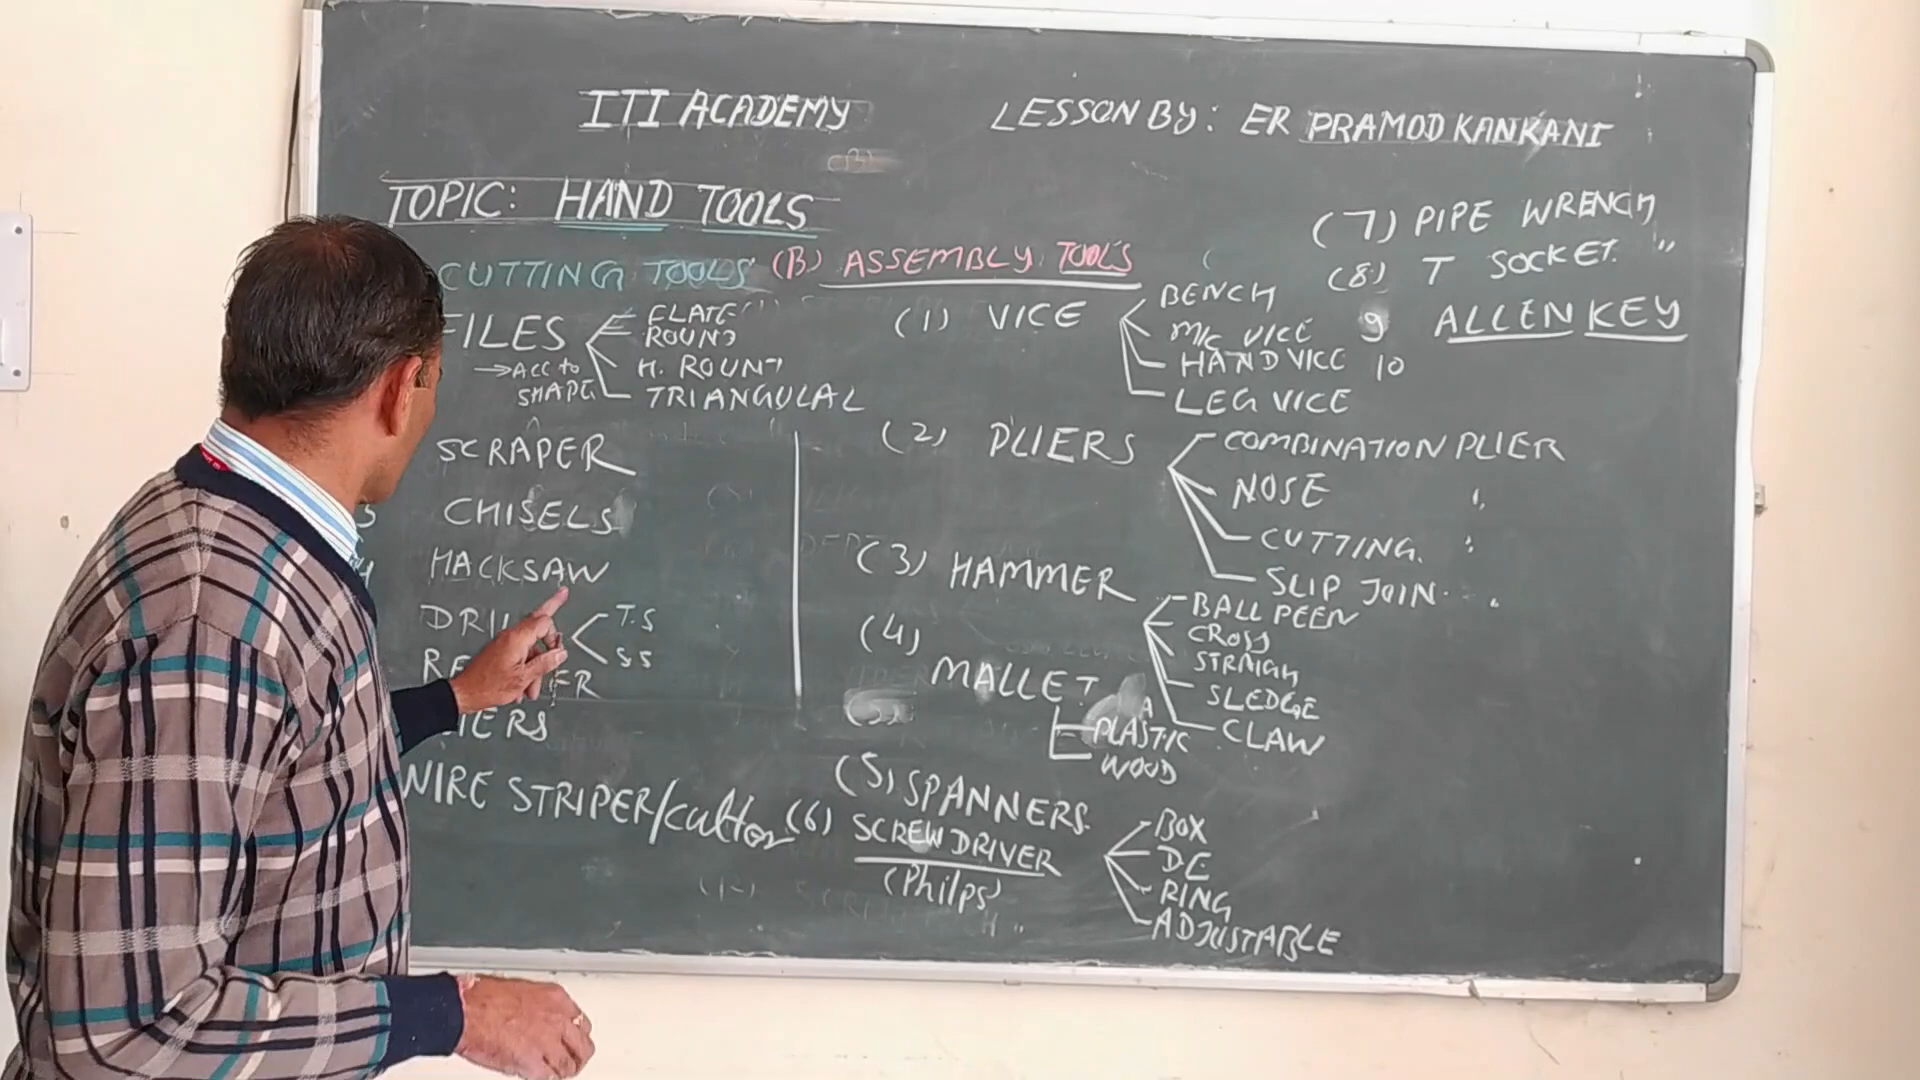 ITI ACADEMY
LESSON BY: ER PRAMOD KANKANI
TOPIC: HAND TOOLS
CUTTING TOOLS
FILES
FLATE
ROUND
H. ROUND
TRIANGULAL
→ACC to
SHAPE
SCRAPER
CHISELS
HACKSAW
T.S
S S
WIRE STRIPER/cuttor
(B) ASSEMBLY TOOLS
(1) VICE
BENCH
M/C VICE
HAND VICE
LEG VICE
(2) PLIERS
COMBINATION PLIER
NOSE "
CUTTING. "
SLIP JOIN. "
(3) HAMMER
BALL PEEN
CROSS
STRAIGH
SLEDGE
CLAW
(4) MALLET
PLASTIC
WOOD
(5) SPANNERS
BOX
DE
RING
ADJUSTABLE
(6) SCREW DRIVER
(Philps)
(7) PIPE WRENCH
(8) T SOCKET. "
9 ALLEN KEY
10